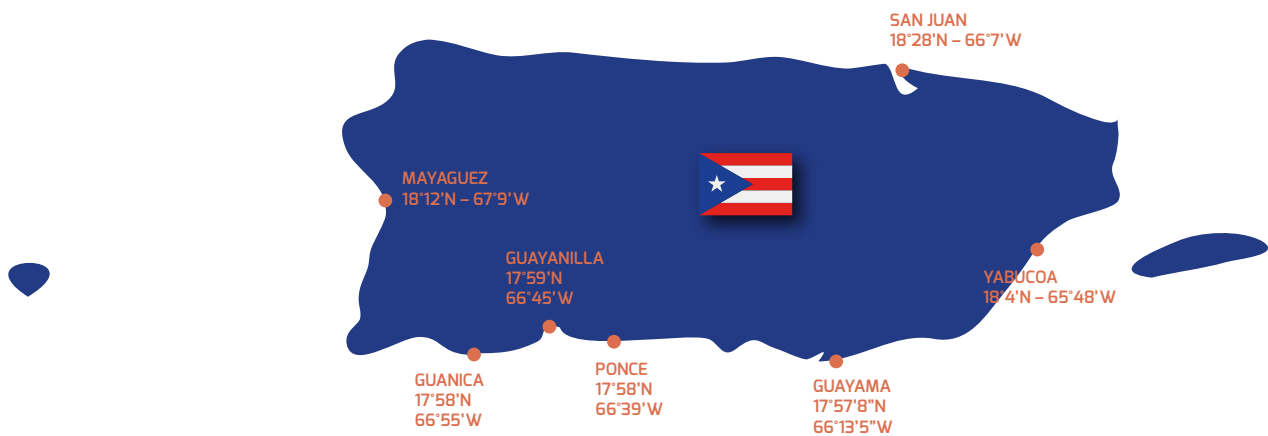 SAN JUAN
18°28'N – 66°7'W
MAYAGUEZ
18°12'N – 67°9'W
GUAYANILLA
17°59'N
66°45'W
YABUCOA
18°4'N – 65°48'W
GUANICA
17°58'N
66°55'W
PONCE
17°58'N
66°39'W
GUAYAMA
17°57'8"N
66°13'5"W